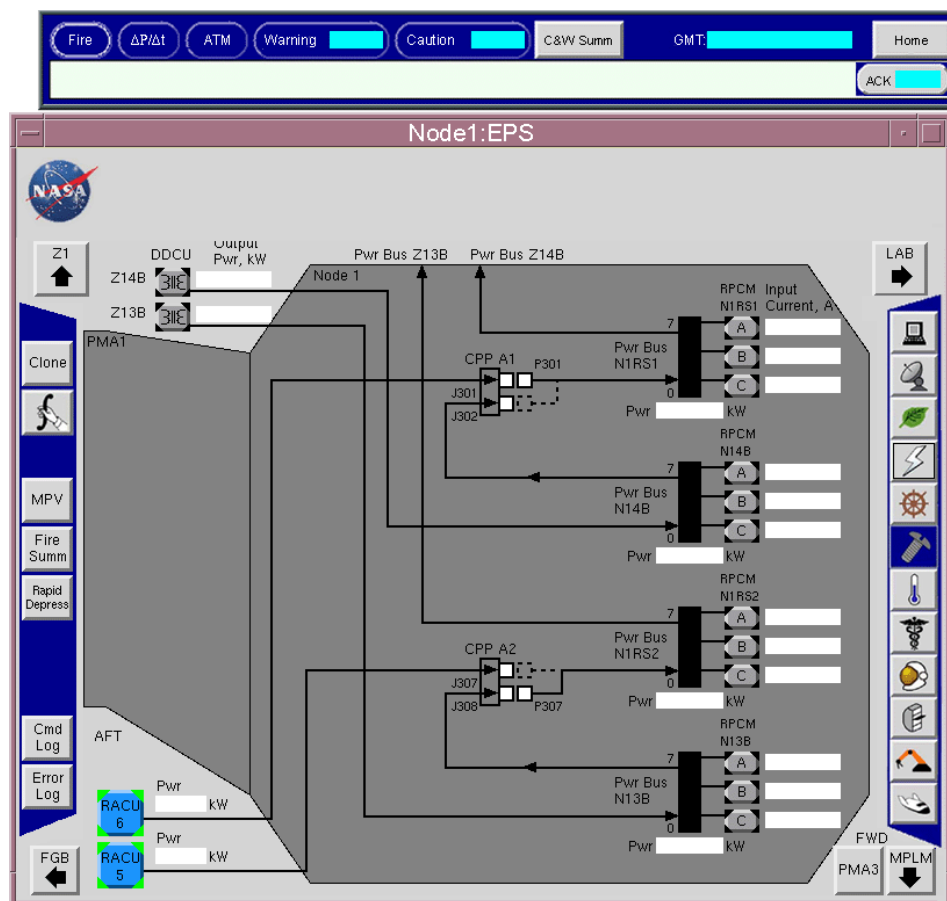 Fire
ΔP/Δt
ATM
Warning
Caution
C&W Summ
GMT:
Home
ACK
Node1:EPS
NASA
Z1
DDCU
Output
Pwr, kW
Z14B
Z13B
Pwr Bus Z13B
Pwr Bus Z14B
LAB
Node 1
PMA1
Clone
MPV
Fire
Summ
Rapid
Depress
Cmd
Log
Error
Log
CPP A1
P301
J301
J302
RPCM
N1RS1
Input
Current, A
7
Pwr Bus
N1RS1
0
A
B
C
Pwr
kW
RPCM
N14B
7
Pwr Bus
N14B
0
A
B
C
Pwr
kW
RPCM
N1RS2
7
Pwr Bus
N1RS2
0
A
B
C
Pwr
kW
CPP A2
J307
J308
P307
RPCM
N13B
7
Pwr Bus
N13B
0
A
B
C
Pwr
kW
AFT
Pwr
RACU
6
kW
Pwr
RACU
5
kW
FGB
FWD
PMA3
MPLM